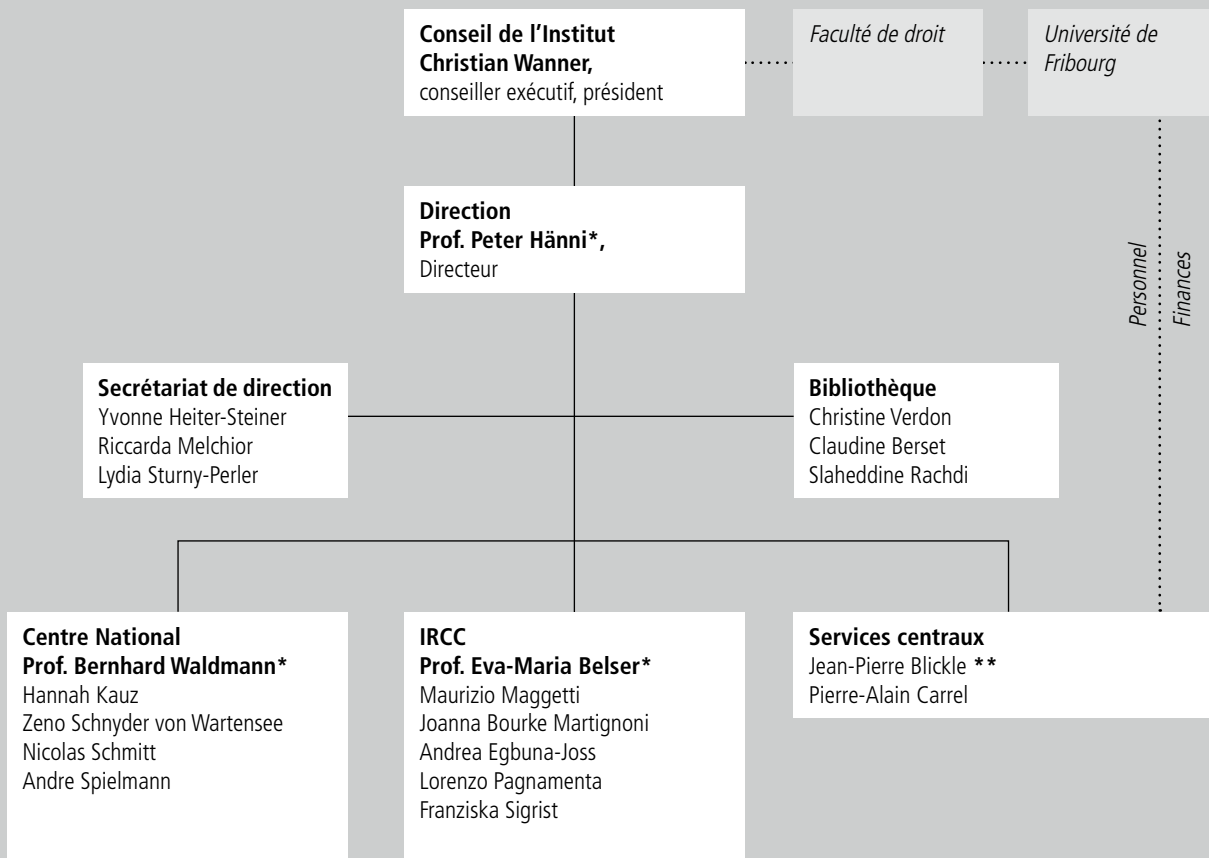 Conseil de l'Institut
Christian Wanner,
conseiller exécutif, président
Faculté de droit
Université de
Fribourg
Direction
Prof. Peter Hänni*,
Directeur
Personnel
Finances
Secrétariat de direction
Yvonne Heiter-Steiner
Riccarda Melchior
Lydia Sturny-Perler
Bibliothèque
Christine Verdon
Claudine Berset
Slaheddine Rachdi
Centre National
Prof. Bernhard Waldmann*
Hannah Kauz
Zeno Schnyder von Wartensee
Nicolas Schmitt
Andre Spielmann
IRCC
Prof. Eva-Maria Belser*
Maurizio Maggetti
Joanna Bourke Martignoni
Andrea Egbuna-Joss
Lorenzo Pagnamenta
Franziska Sigrist
Services centraux
Jean-Pierre Blickle **
Pierre-Alain Carrel